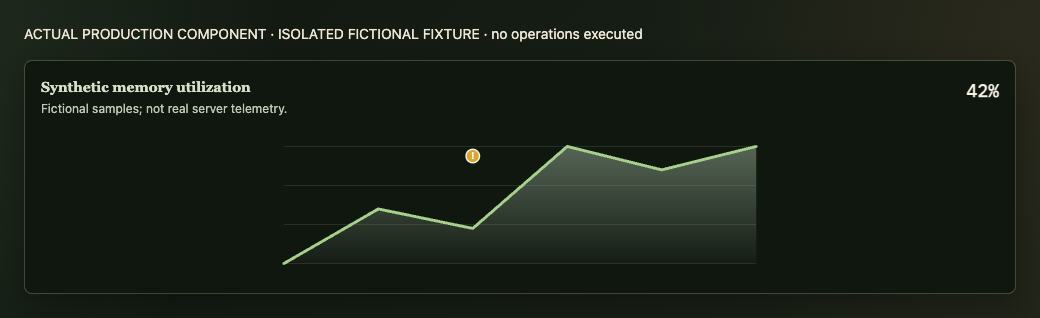 ACTUAL PRODUCTION COMPONENT · ISOLATED FICTIONAL FIXTURE · no operations executed
Synthetic memory utilization
42%
Fictional samples; not real server telemetry.
!